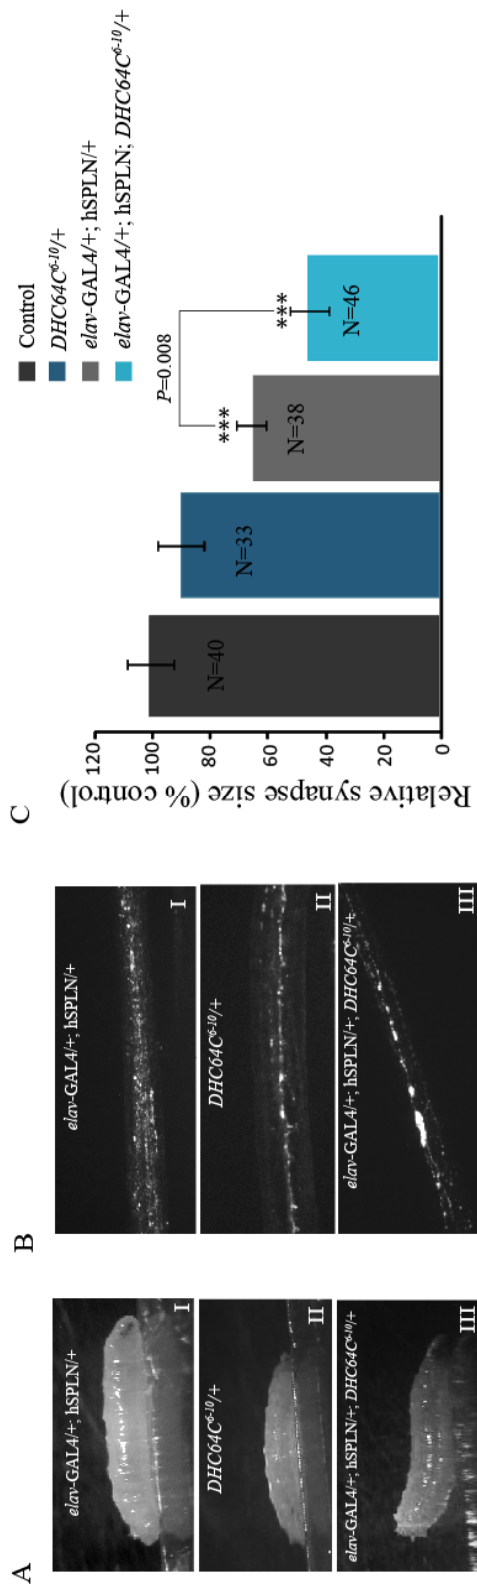 A
elav-GAL4/+; hSPLN/+
I
DHC64C6-10/+
II
elav-GAL4/+; hSPLN/+; DHC64C6-10/+
III
B
elav-GAL4/+; hSPLN/+
I
DHC64C6-10/+
II
elav-GAL4/+; hSPLN/+; DHC64C6-10/+
III
C
Control
DHC64C6-10/+
elav-GAL4/+; hSPLN/+
elav-GAL4/+; hSPLN; DHC64C6-10/+
Relative synapse size (% control)
120
100
80
60
40
20
0
P=0.008
***
***
N=40
N=33
N=38
N=46